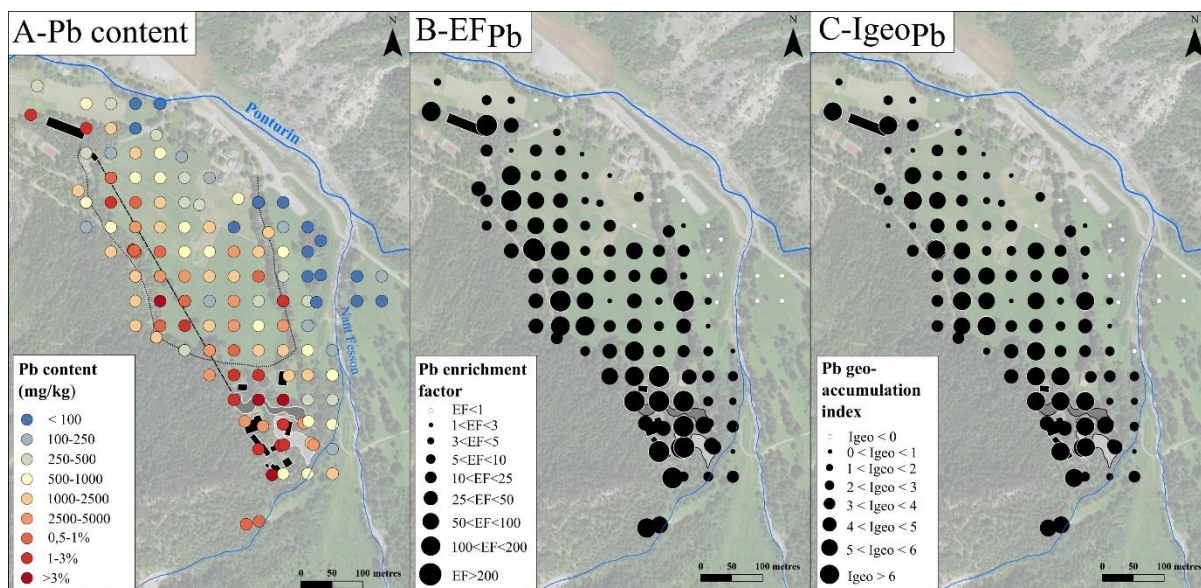 A-Pb content
N
Ponturin
Nant Fesson
Pb content
(mg/kg)
< 100
100-250
250-500
500-1000
1000-2500
2500-5000
0,5-1%
1-3%
>3%
0 50 100 metres
B-EFPb
N
Pb enrichment
factor
EF<1
1<EF<3
3<EF<5
5<EF<10
10<EF<25
25<EF<50
50<EF<100
100<EF<200
EF>200
0 50 100 metres
C-IgeoPb
N
Pb geo-
accumulation
index
Igeo < 0
0 < Igeo < 1
1 < Igeo < 2
2 < Igeo < 3
3 < Igeo < 4
4 < Igeo < 5
5 < Igeo < 6
Igeo > 6
0 50 100 metres